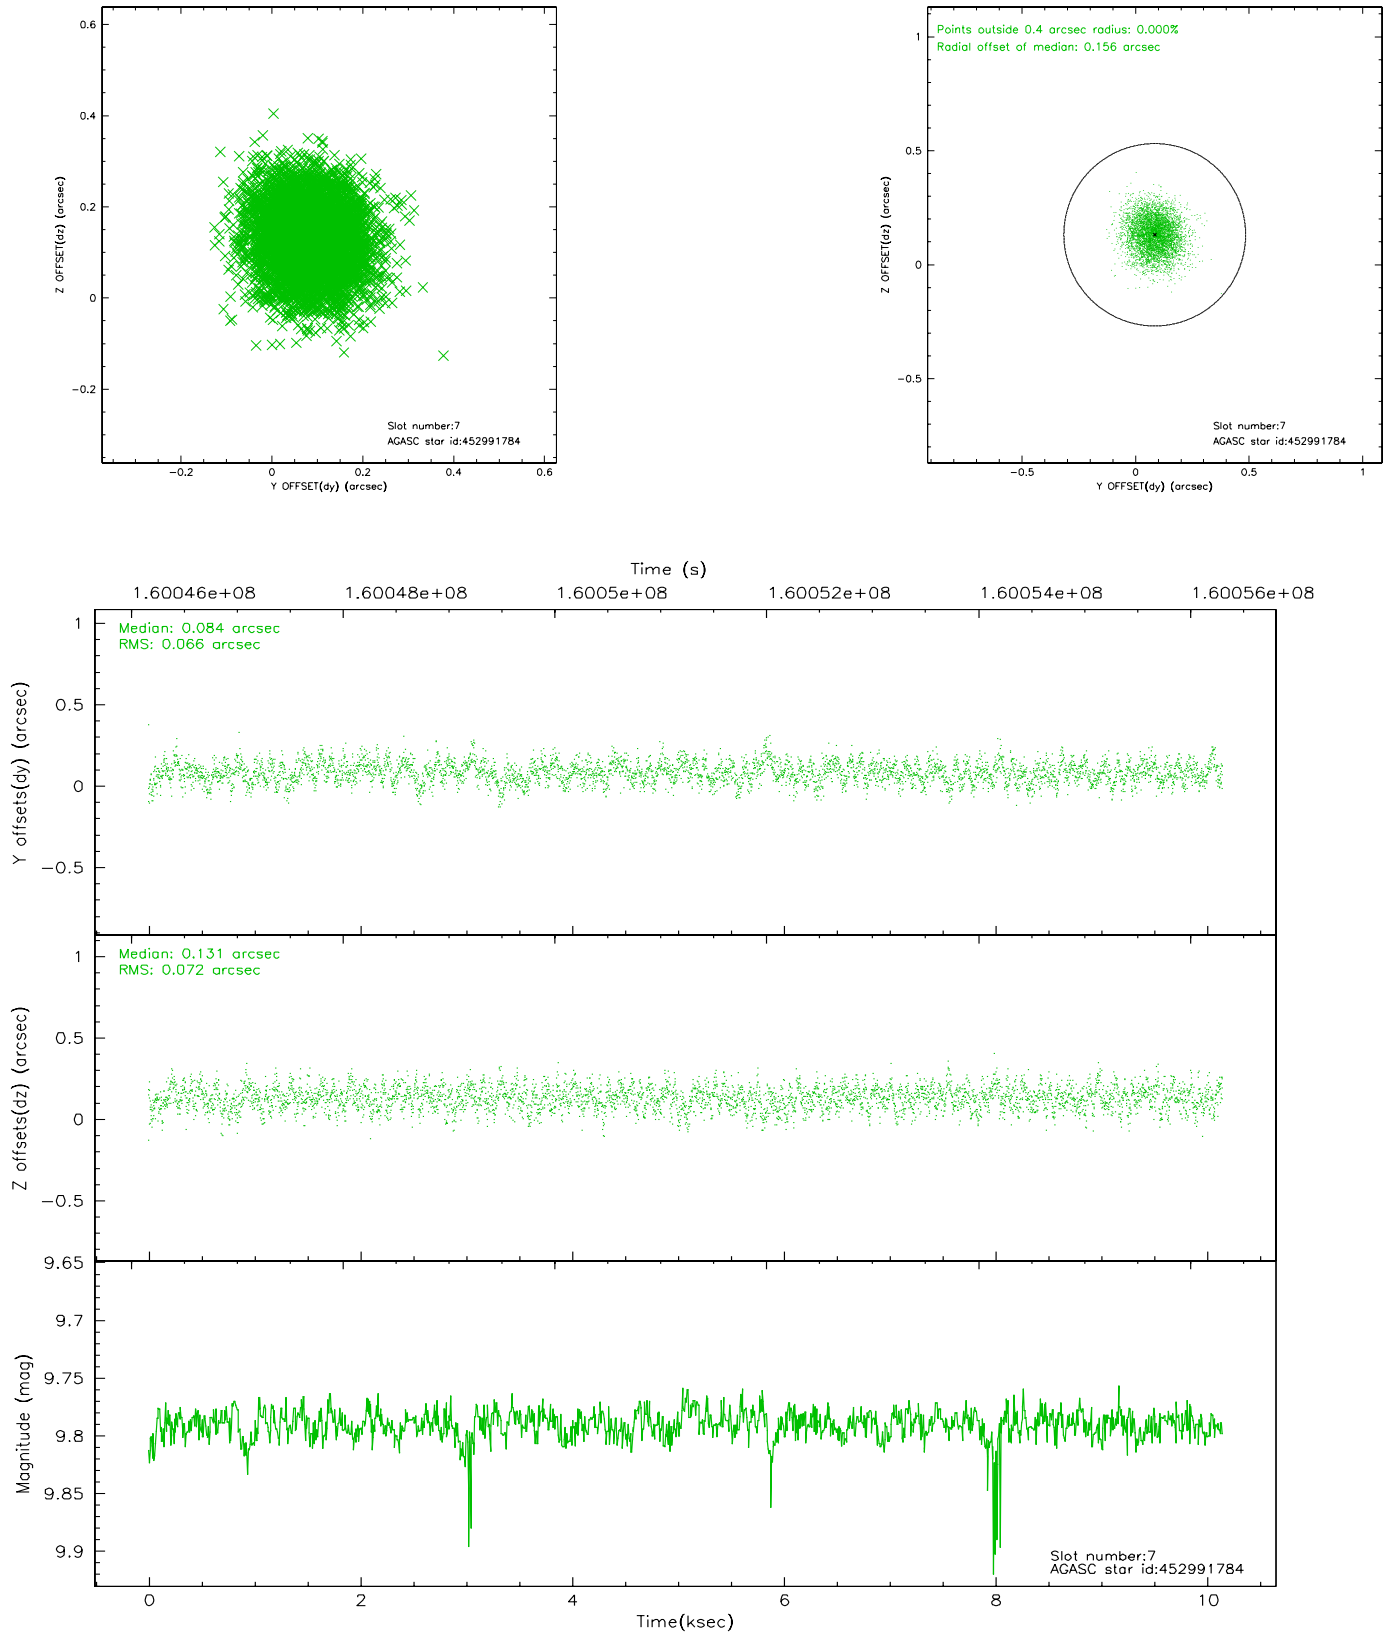 0.6
0.4
0.2
0
−0.2
Z OFFSET(dz) (arcsec)
Slot number:7
AGASC star id:452991784
−0.2 0 0.2 0.4 0.6
Y OFFSET(dy) (arcsec)
Points outside 0.4 arcsec radius: 0.000%
Radial offset of median: 0.156 arcsec
1
0.5
0
−0.5
Z OFFSET(dz) (arcsec)
Slot number:7
AGASC star id:452991784
−0.5 0 0.5 1
Y OFFSET(dy) (arcsec)
Time (s)
1.60046e+08 1.60048e+08 1.6005e+08 1.60052e+08 1.60054e+08 1.60056e+08
Median: 0.084 arcsec
RMS: 0.066 arcsec
1
0.5
0
−0.5
Y offsets(dy) (arcsec)
Median: 0.131 arcsec
RMS: 0.072 arcsec
1
0.5
0
−0.5
Z offsets(dz) (arcsec)
9.65
9.7
9.75
9.8
9.85
9.9
Magnitude (mag)
Slot number:7
AGASC star id:452991784
0 2 4 6 8 10
Time(ksec)